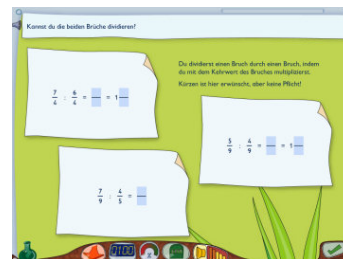 Kannst du die beiden Brüche dividieren?
Du dividierst einen Bruch durch einen Bruch, indem
du mit dem Kehrwert des Bruches multiplizierst.
Kürzen ist hier erwünscht, aber keine Pflicht!
7/4 : 6/4 = — = 1 —
5/9 : 4/9 = — = 1 —
7/9 : 4/5 = —